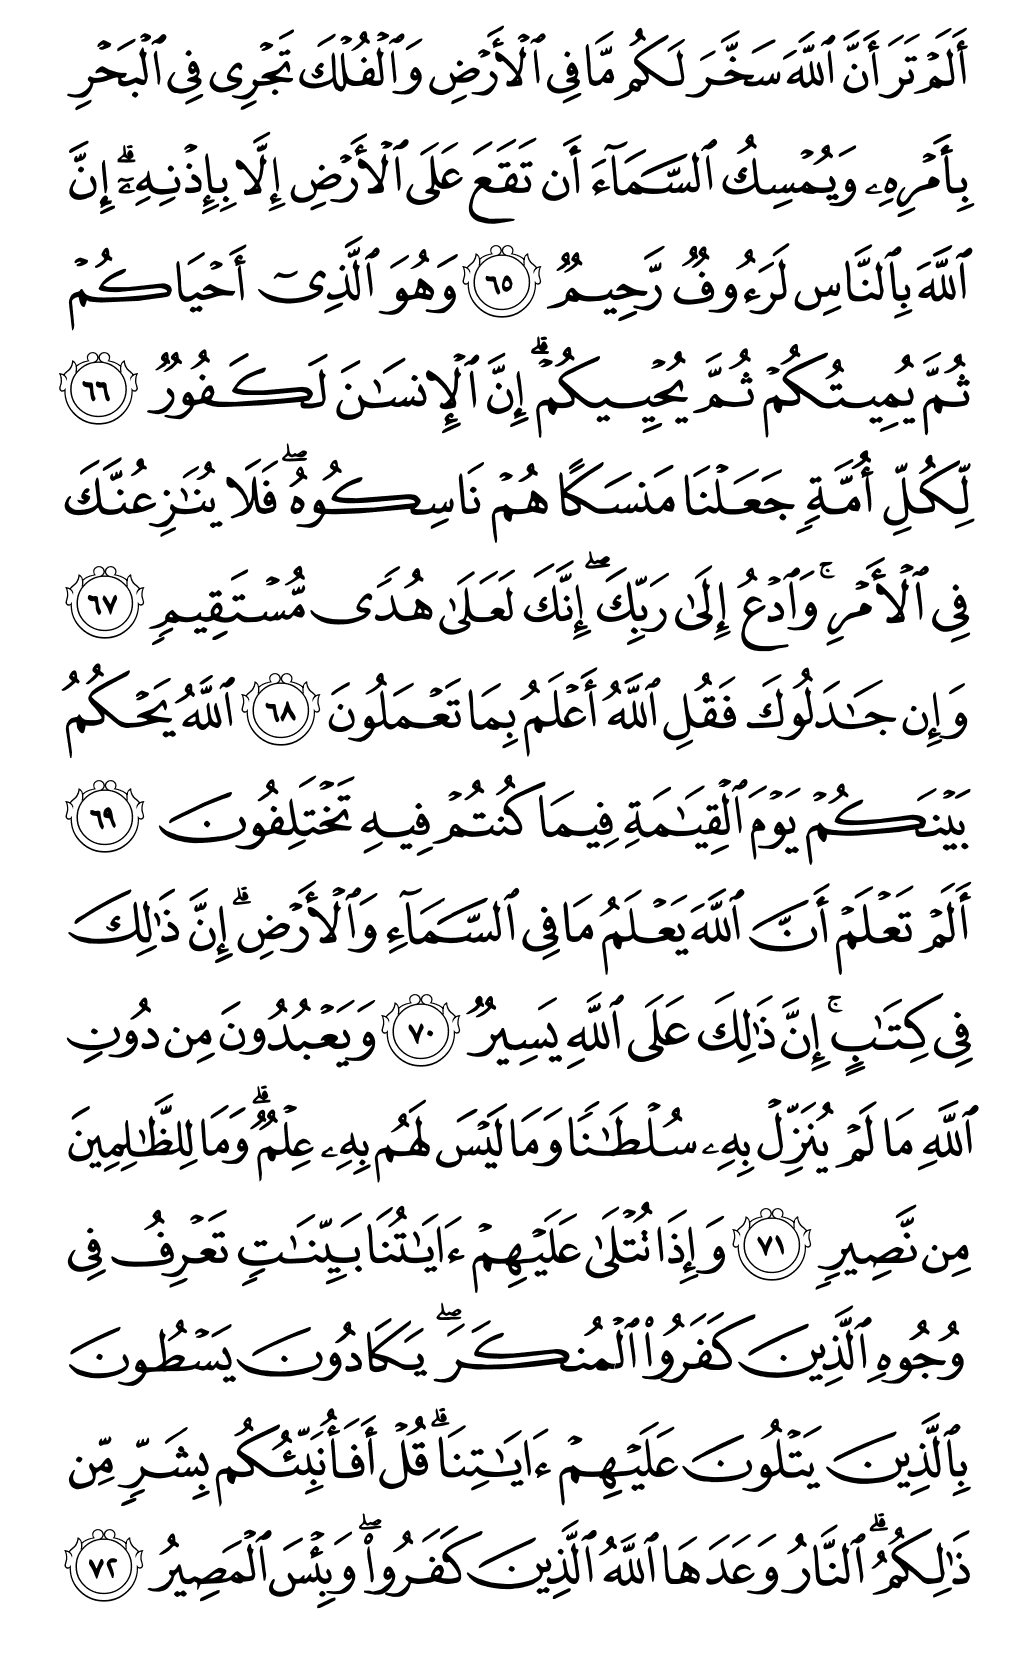 أَلَمۡ تَرَ أَنَّ ٱللَّهَ سَخَّرَ لَكُم مَّا فِي ٱلۡأَرۡضِ وَٱلۡفُلۡكَ تَجۡرِي فِي ٱلۡبَحۡرِ
بِأَمۡرِهِۦ وَيُمۡسِكُ ٱلسَّمَآءَ أَن تَقَعَ عَلَى ٱلۡأَرۡضِ إِلَّا بِإِذۡنِهِۦٓۚ إِنَّ
ٱللَّهَ بِٱلنَّاسِ لَرَءُوفٞ رَّحِيمٞ ٦٥ وَهُوَ ٱلَّذِيٓ أَحۡيَاكُمۡ
ثُمَّ يُمِيتُكُمۡ ثُمَّ يُحۡيِيكُمۡۗ إِنَّ ٱلۡإِنسَٰنَ لَكَفُورٞ ٦٦
لِّكُلِّ أُمَّةٖ جَعَلۡنَا مَنسَكًا هُمۡ نَاسِكُوهُۖ فَلَا يُنَٰزِعُنَّكَ
فِي ٱلۡأَمۡرِۚ وَٱدۡعُ إِلَىٰ رَبِّكَۖ إِنَّكَ لَعَلَىٰ هُدٗى مُّسۡتَقِيمٖ ٦٧
وَإِن جَٰدَلُوكَ فَقُلِ ٱللَّهُ أَعۡلَمُ بِمَا تَعۡمَلُونَ ٦٨ ٱللَّهُ يَحۡكُمُ
بَيۡنَكُمۡ يَوۡمَ ٱلۡقِيَٰمَةِ فِيمَا كُنتُمۡ فِيهِ تَخۡتَلِفُونَ ٦٩
أَلَمۡ تَعۡلَمۡ أَنَّ ٱللَّهَ يَعۡلَمُ مَا فِي ٱلسَّمَآءِ وَٱلۡأَرۡضِۚ إِنَّ ذَٰلِكَ
فِي كِتَٰبٍۚ إِنَّ ذَٰلِكَ عَلَى ٱللَّهِ يَسِيرٞ ٧٠ وَيَعۡبُدُونَ مِن دُونِ
ٱللَّهِ مَا لَمۡ يُنَزِّلۡ بِهِۦ سُلۡطَٰنٗا وَمَا لَيۡسَ لَهُم بِهِۦ عِلۡمٞۗ وَمَا لِلظَّٰلِمِينَ
مِن نَّصِيرٖ ٧١ وَإِذَا تُتۡلَىٰ عَلَيۡهِمۡ ءَايَٰتُنَا بَيِّنَٰتٖ تَعۡرِفُ فِي
وُجُوهِ ٱلَّذِينَ كَفَرُواْ ٱلۡمُنكَرَۖ يَكَادُونَ يَسۡطُونَ
بِٱلَّذِينَ يَتۡلُونَ عَلَيۡهِمۡ ءَايَٰتِنَاۗ قُلۡ أَفَأُنَبِّئُكُم بِشَرّٖ مِّن
ذَٰلِكُمُۚ ٱلنَّارُ وَعَدَهَا ٱللَّهُ ٱلَّذِينَ كَفَرُواْۖ وَبِئۡسَ ٱلۡمَصِيرُ ٧٢